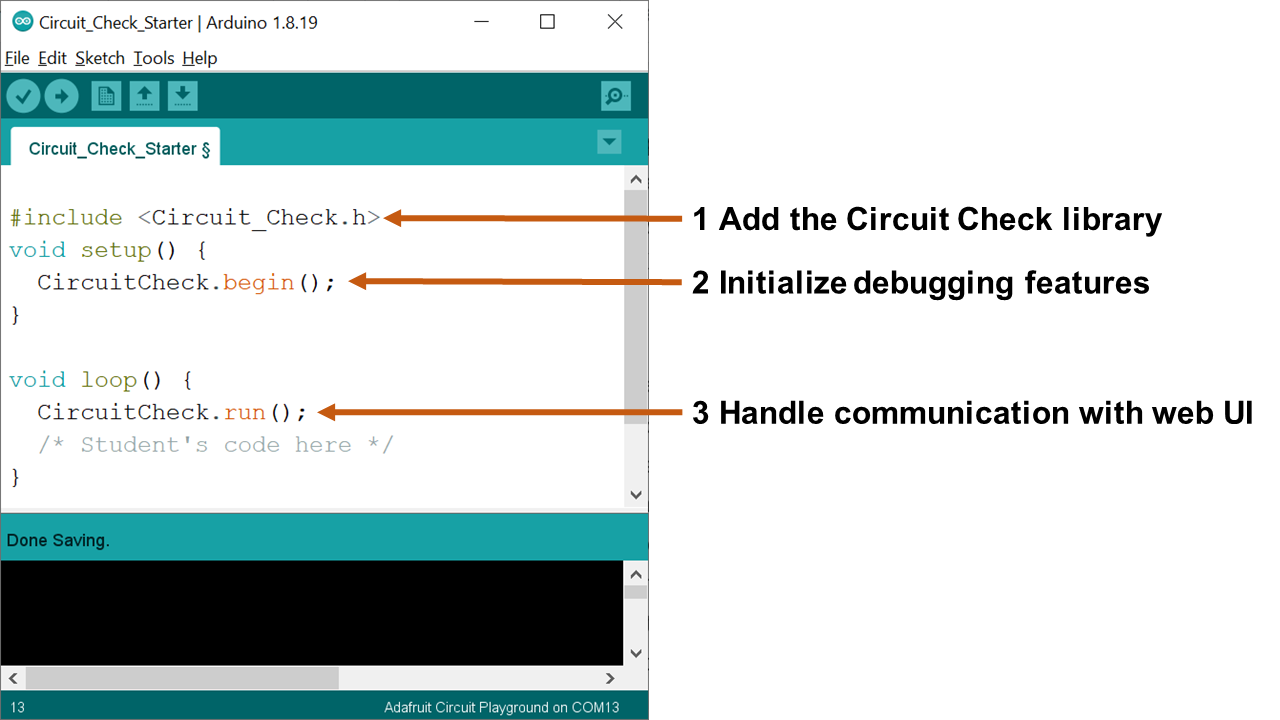 Circuit_Check_Starter | Arduino 1.8.19
File Edit Sketch Tools Help
Circuit_Check_Starter §
#include <Circuit_Check.h>
void setup() {
  CircuitCheck.begin();
}
void loop() {
  CircuitCheck.run();
  /* Student's code here */
}
1 Add the Circuit Check library
2 Initialize debugging features
3 Handle communication with web UI
Done Saving.
13
Adafruit Circuit Playground on COM13